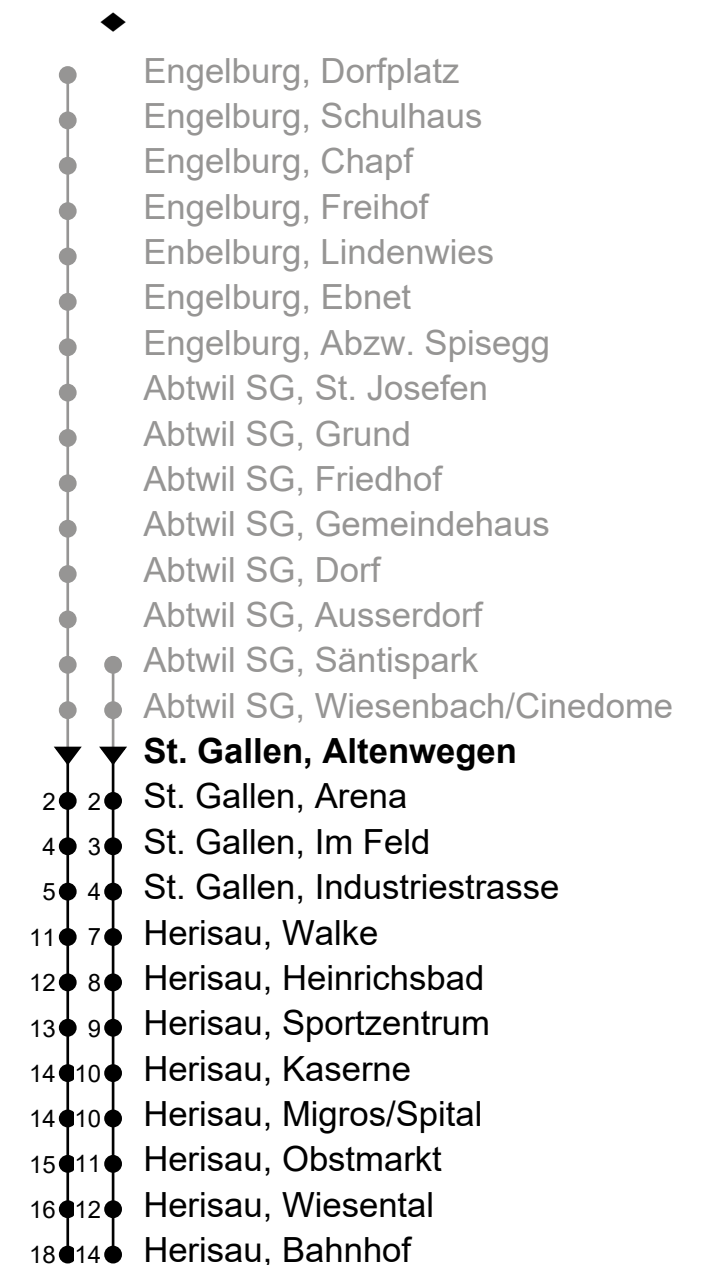 Engelburg, Dorfplatz
Engelburg, Schulhaus
Engelburg, Chapf
Engelburg, Freihof
Enbelburg, Lindenwies
Engelburg, Ebnet
Engelburg, Abzw. Spisegg
Abtwil SG, St. Josefen
Abtwil SG, Grund
Abtwil SG, Friedhof
Abtwil SG, Gemeindehaus
Abtwil SG, Dorf
Abtwil SG, Ausserdorf
Abtwil SG, Säntispark
Abtwil SG, Wiesenbach/Cinedome
St. Gallen, Altenwegen
2 2 St. Gallen, Arena
4 3 St. Gallen, Im Feld
5 4 St. Gallen, Industriestrasse
11 7 Herisau, Walke
12 8 Herisau, Heinrichsbad
13 9 Herisau, Sportzentrum
14 10 Herisau, Kaserne
14 10 Herisau, Migros/Spital
15 11 Herisau, Obstmarkt
16 12 Herisau, Wiesental
18 14 Herisau, Bahnhof